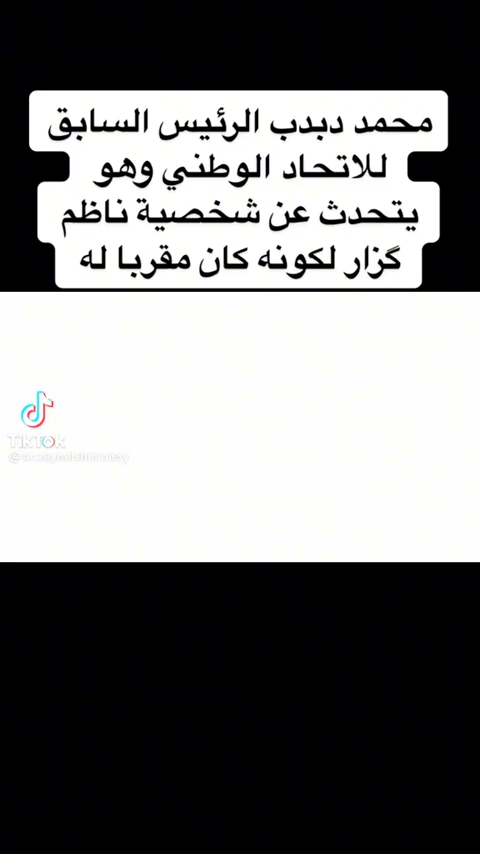 محمد دبدب الرئيس السابق
للاتحاد الوطني وهو
يتحدث عن شخصية ناظم
گزار لكونه كان مقربا له
TikTok